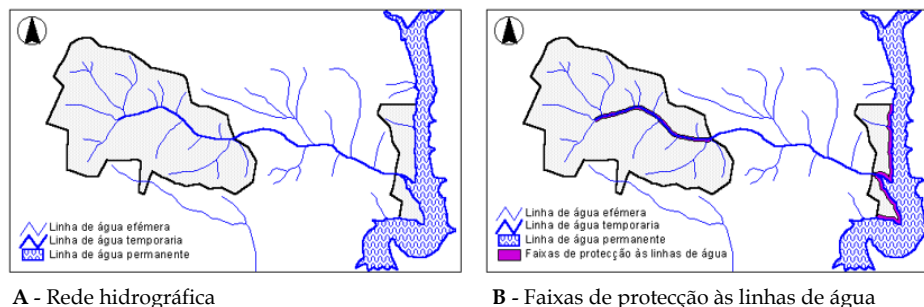 Linha de água efémera
Linha de água temporaria
Linha de água permanente
A - Rede hidrográfica
Linha de água efémera
Linha de água temporaria
Linha de água permanente
Faixas de protecção às linhas de água
B - Faixas de protecção às linhas de água